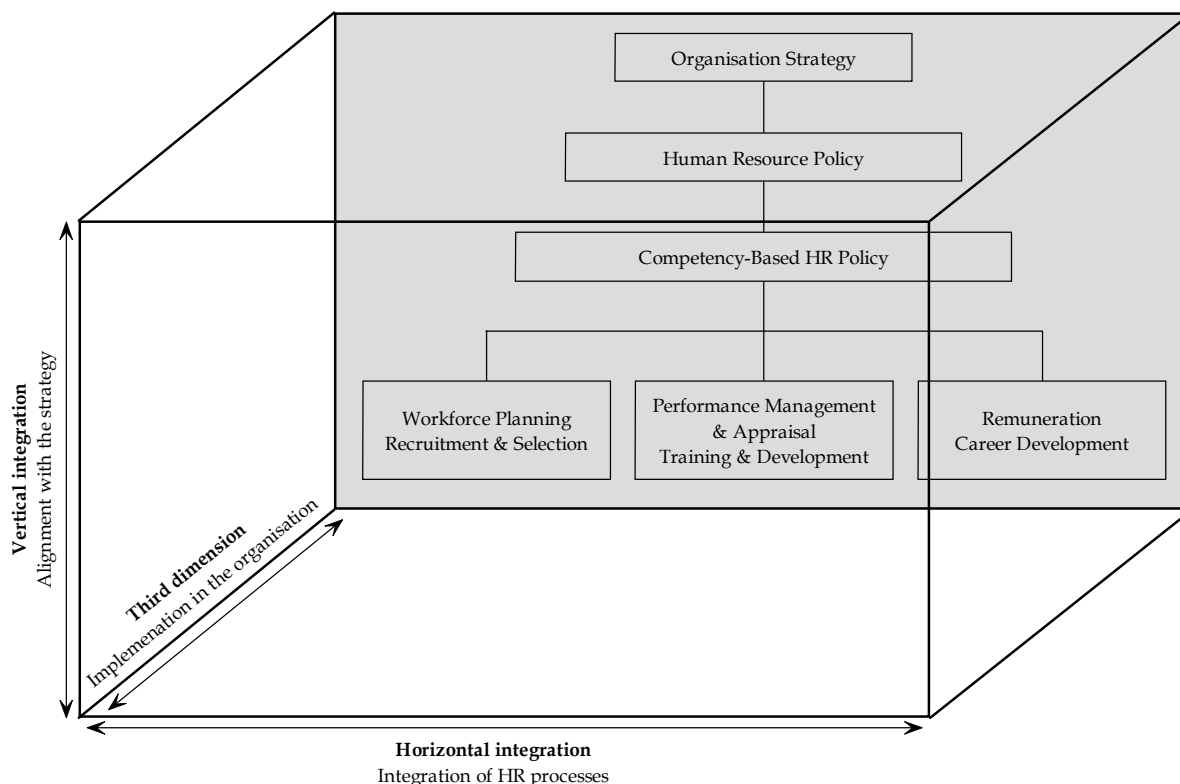 Organisation Strategy
Human Resource Policy
Competency-Based HR Policy
Workforce Planning
Recruitment & Selection
Performance Management
& Appraisal
Training & Development
Remuneration
Career Development
Vertical integration
Alignment with the strategy
Third dimension
Implemenation in the organisation
Horizontal integration
Integration of HR processes